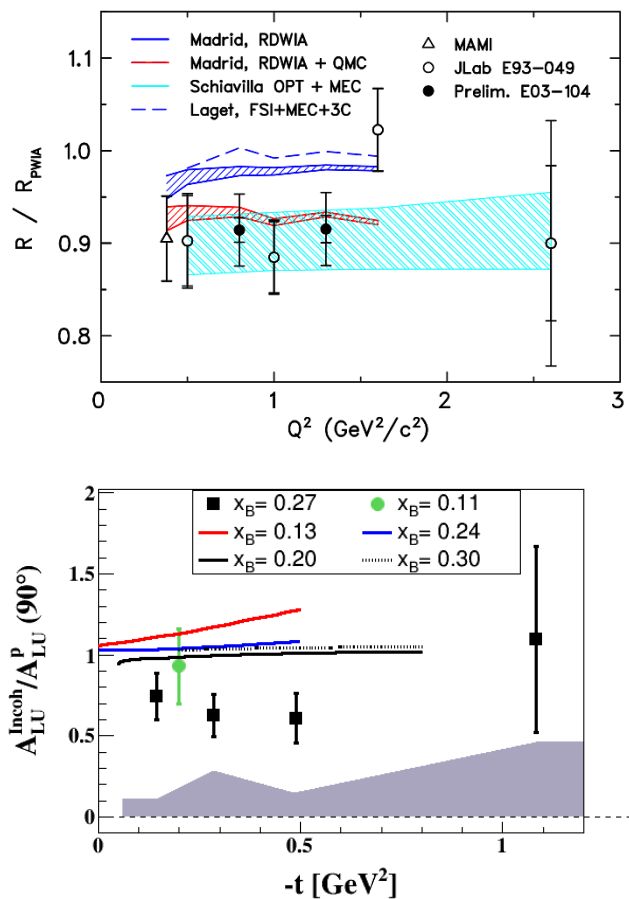 Madrid, RDWIA
Madrid, RDWIA + QMC
Schiavilla OPT + MEC
Laget, FSI+MEC+3C
MAMI
JLab E93−049
Prelim. E03−104
1.1
1.0
0.9
0.8
R / R_PWIA
0 1 2 3
Q² (GeV²/c²)
x_B= 0.27 x_B= 0.11
x_B= 0.13 x_B= 0.24
x_B= 0.20 x_B= 0.30
2
1.5
1
0.5
0
A_LU^Incoh/A_LU^p (90°)
0 0.5 1
-t [GeV²]